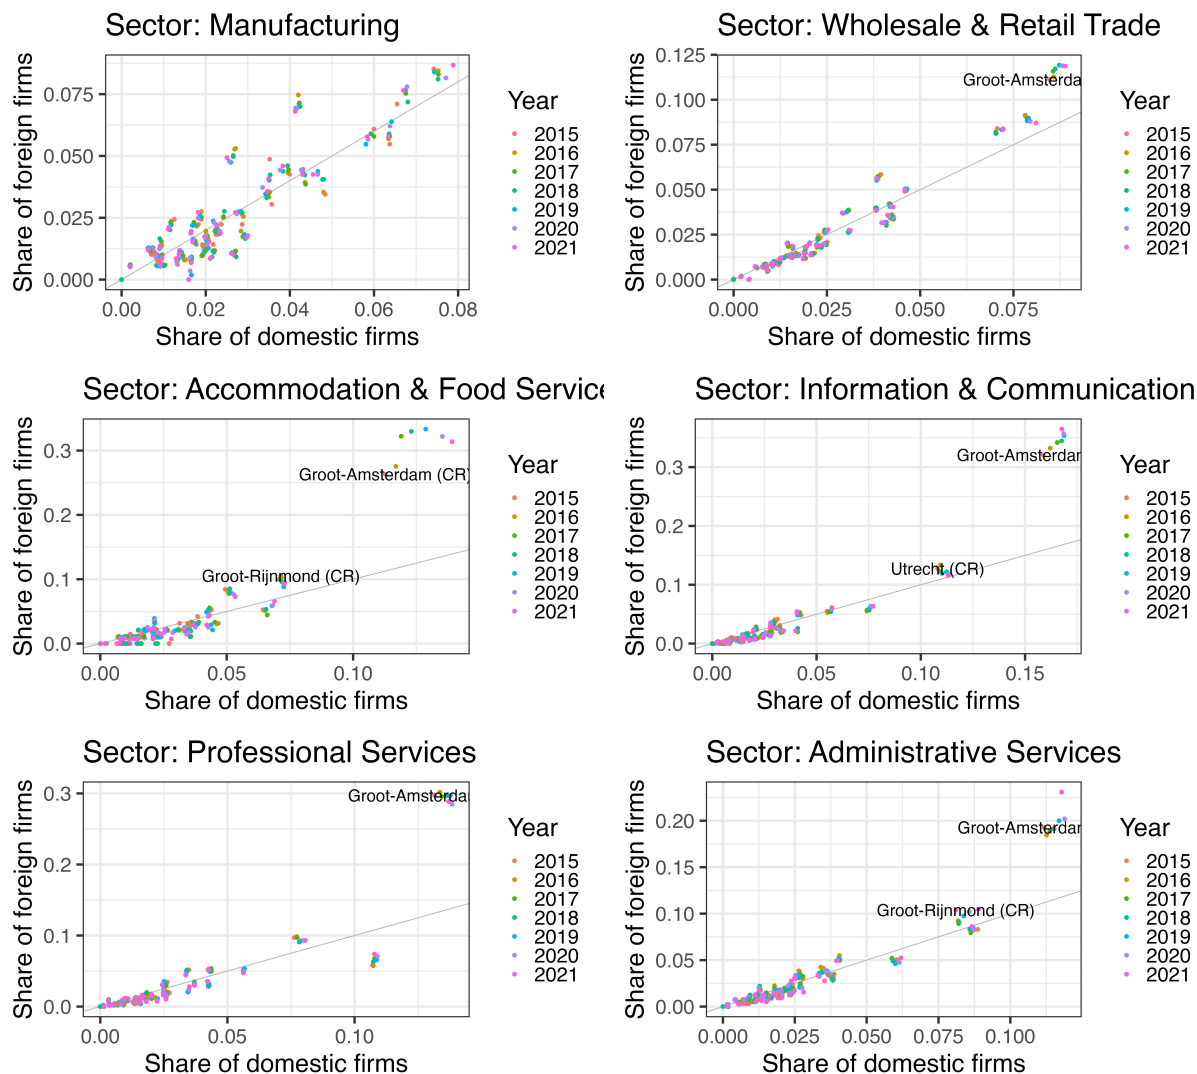 Sector: Manufacturing
Share of foreign firms
0.075
0.050
0.025
0.000
0.00 0.02 0.04 0.06 0.08
Share of domestic firms
Year
2015
2016
2017
2018
2019
2020
2021
Sector: Wholesale & Retail Trade
Share of foreign firms
0.125
0.100
0.075
0.050
0.025
0.000
Groot-Amsterda
0.000 0.025 0.050 0.075
Share of domestic firms
Year
2015
2016
2017
2018
2019
2020
2021
Sector: Accommodation & Food Service
Share of foreign firms
0.3
0.2
0.1
0.0
Groot-Amsterdam (CR)
Groot-Rijnmond (CR)
0.00 0.05 0.10
Share of domestic firms
Year
2015
2016
2017
2018
2019
2020
2021
Sector: Information & Communication
Share of foreign firms
0.3
0.2
0.1
0.0
Groot-Amsterdar
Utrecht (CR)
0.00 0.05 0.10 0.15
Share of domestic firms
Year
2015
2016
2017
2018
2019
2020
2021
Sector: Professional Services
Share of foreign firms
0.3
0.2
0.1
0.0
Groot-Amsterdar
0.00 0.05 0.10
Share of domestic firms
Year
2015
2016
2017
2018
2019
2020
2021
Sector: Administrative Services
Share of foreign firms
0.20
0.15
0.10
0.05
0.00
Groot-Amsterdar
Groot-Rijnmond (CR)
0.000 0.025 0.050 0.075 0.100
Share of domestic firms
Year
2015
2016
2017
2018
2019
2020
2021